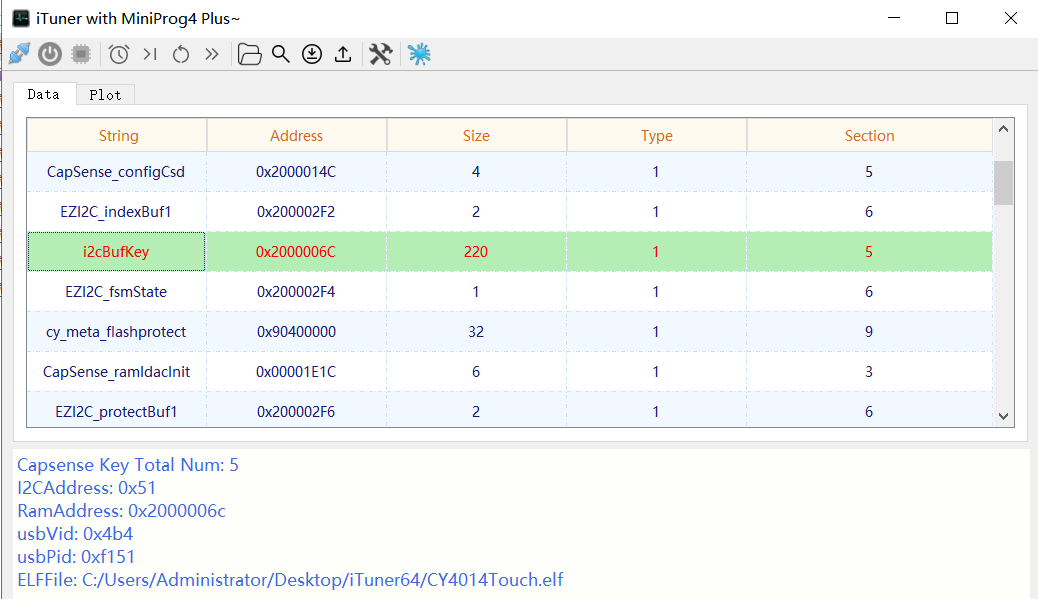 iTuner with MiniProg4 Plus~
Data Plot
String Address Size Type Section
CapSense_configCsd 0x2000014C 4 1 5
EZI2C_indexBuf1 0x200002F2 2 1 6
i2cBufKey 0x2000006C 220 1 5
EZI2C_fsmState 0x200002F4 1 1 6
cy_meta_flashprotect 0x90400000 32 1 9
CapSense_ramIdacInit 0x00001E1C 6 1 3
EZI2C_protectBuf1 0x200002F6 2 1 6
Capsense Key Total Num: 5
I2CAddress: 0x51
RamAddress: 0x2000006c
usbVid: 0x4b4
usbPid: 0xf151
ELFFile: C:/Users/Administrator/Desktop/iTuner64/CY4014Touch.elf